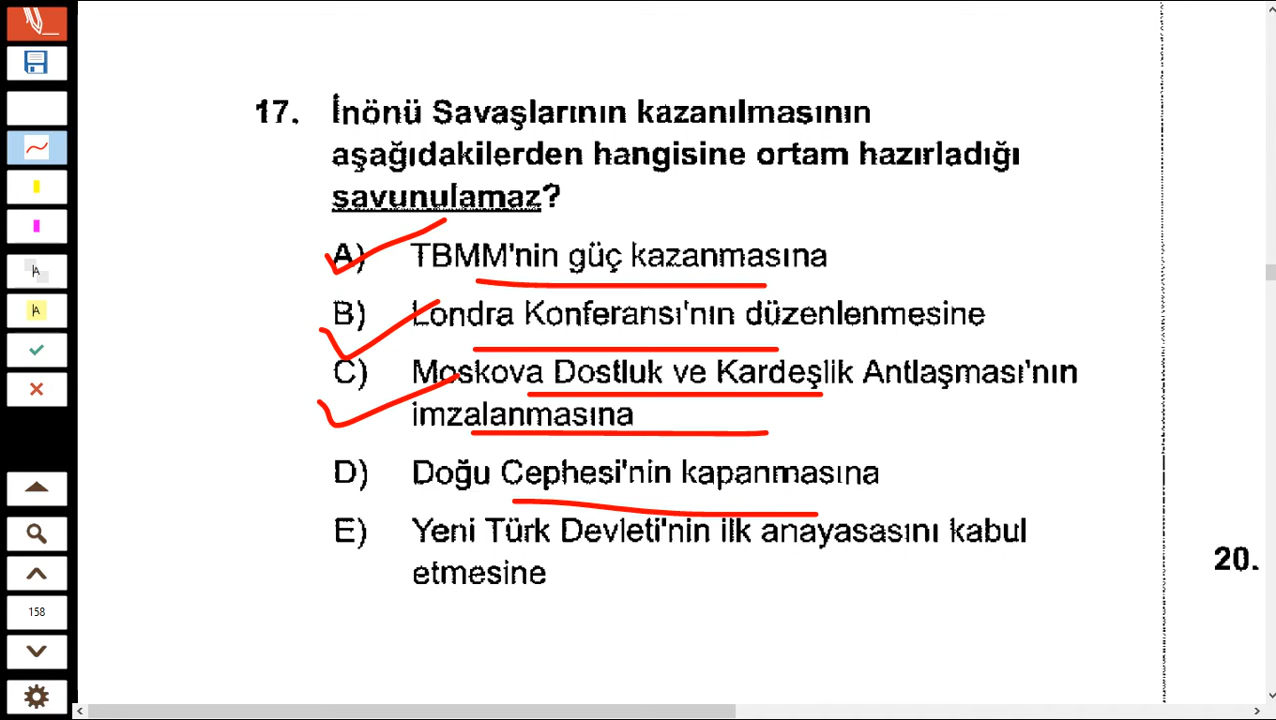 17. İnönü Savaşlarının kazanılmasının
aşağıdakilerden hangisine ortam hazırladığı
savunulamaz?
A) TBMM'nin güç kazanmasına
B) Londra Konferansı'nın düzenlenmesine
C) Moskova Dostluk ve Kardeşlik Antlaşması'nın
imzalanmasına
D) Doğu Cephesi'nin kapanmasına
E) Yeni Türk Devleti'nin ilk anayasasını kabul
etmesine
20.
A
A
158